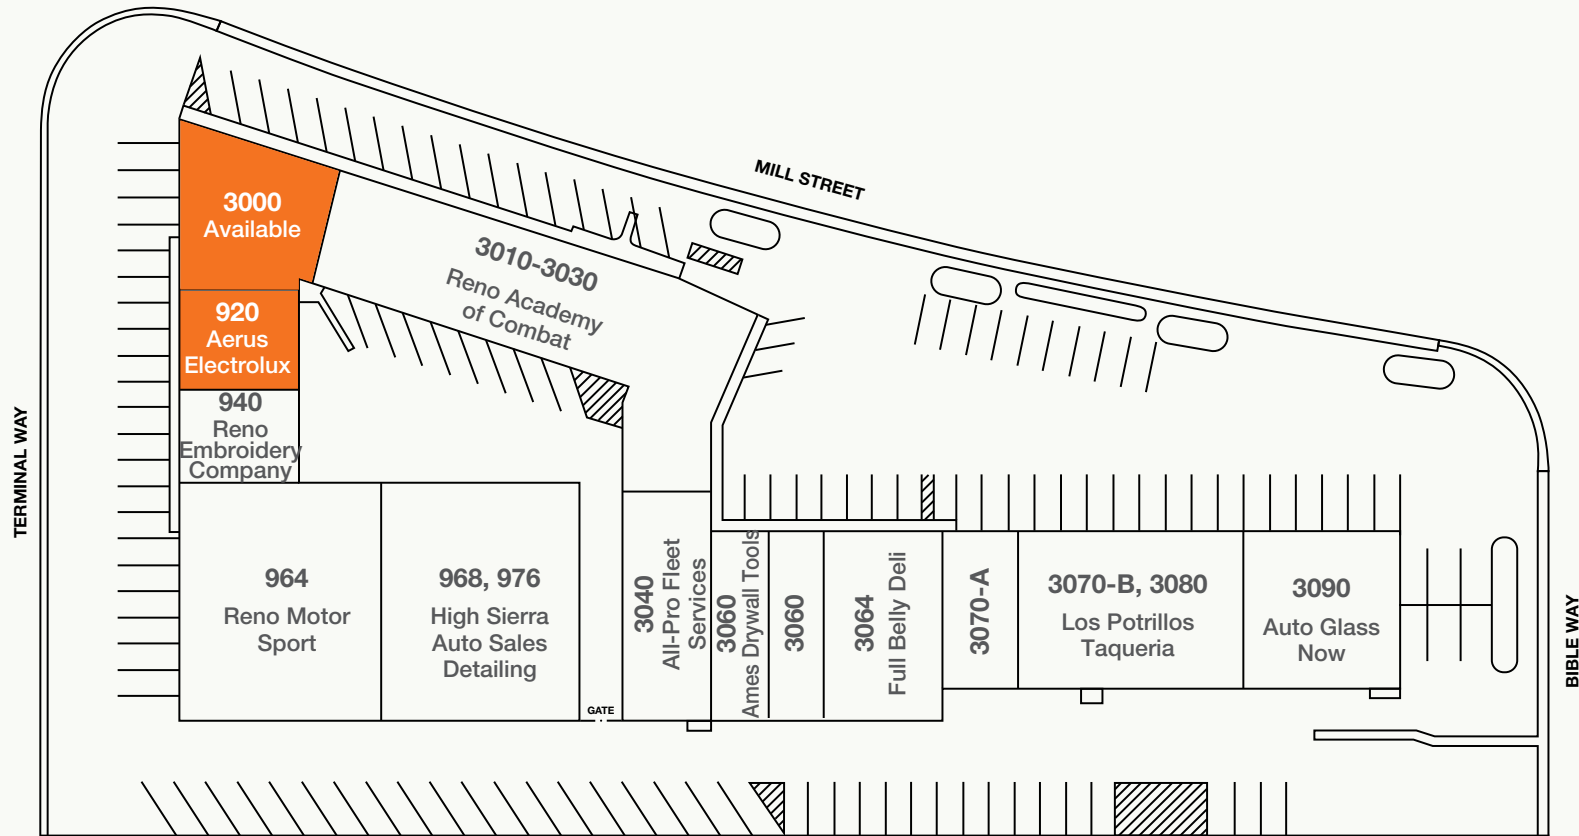 MILL STREET
3000
Available
3010-3030
Reno Academy
of Combat
920
Aerus
Electrolux
940
Reno
Embroidery
Company
TERMINAL WAY
964
Reno Motor
Sport
968, 976
High Sierra
Auto Sales
Detailing
GATE
3040
All-Pro Fleet
Services
3060
Ames Drywall Tools
3060
3064
Full Belly Deli
3070-A
3070-B, 3080
Los Potrillos
Taqueria
3090
Auto Glass
Now
BIBLE WAY